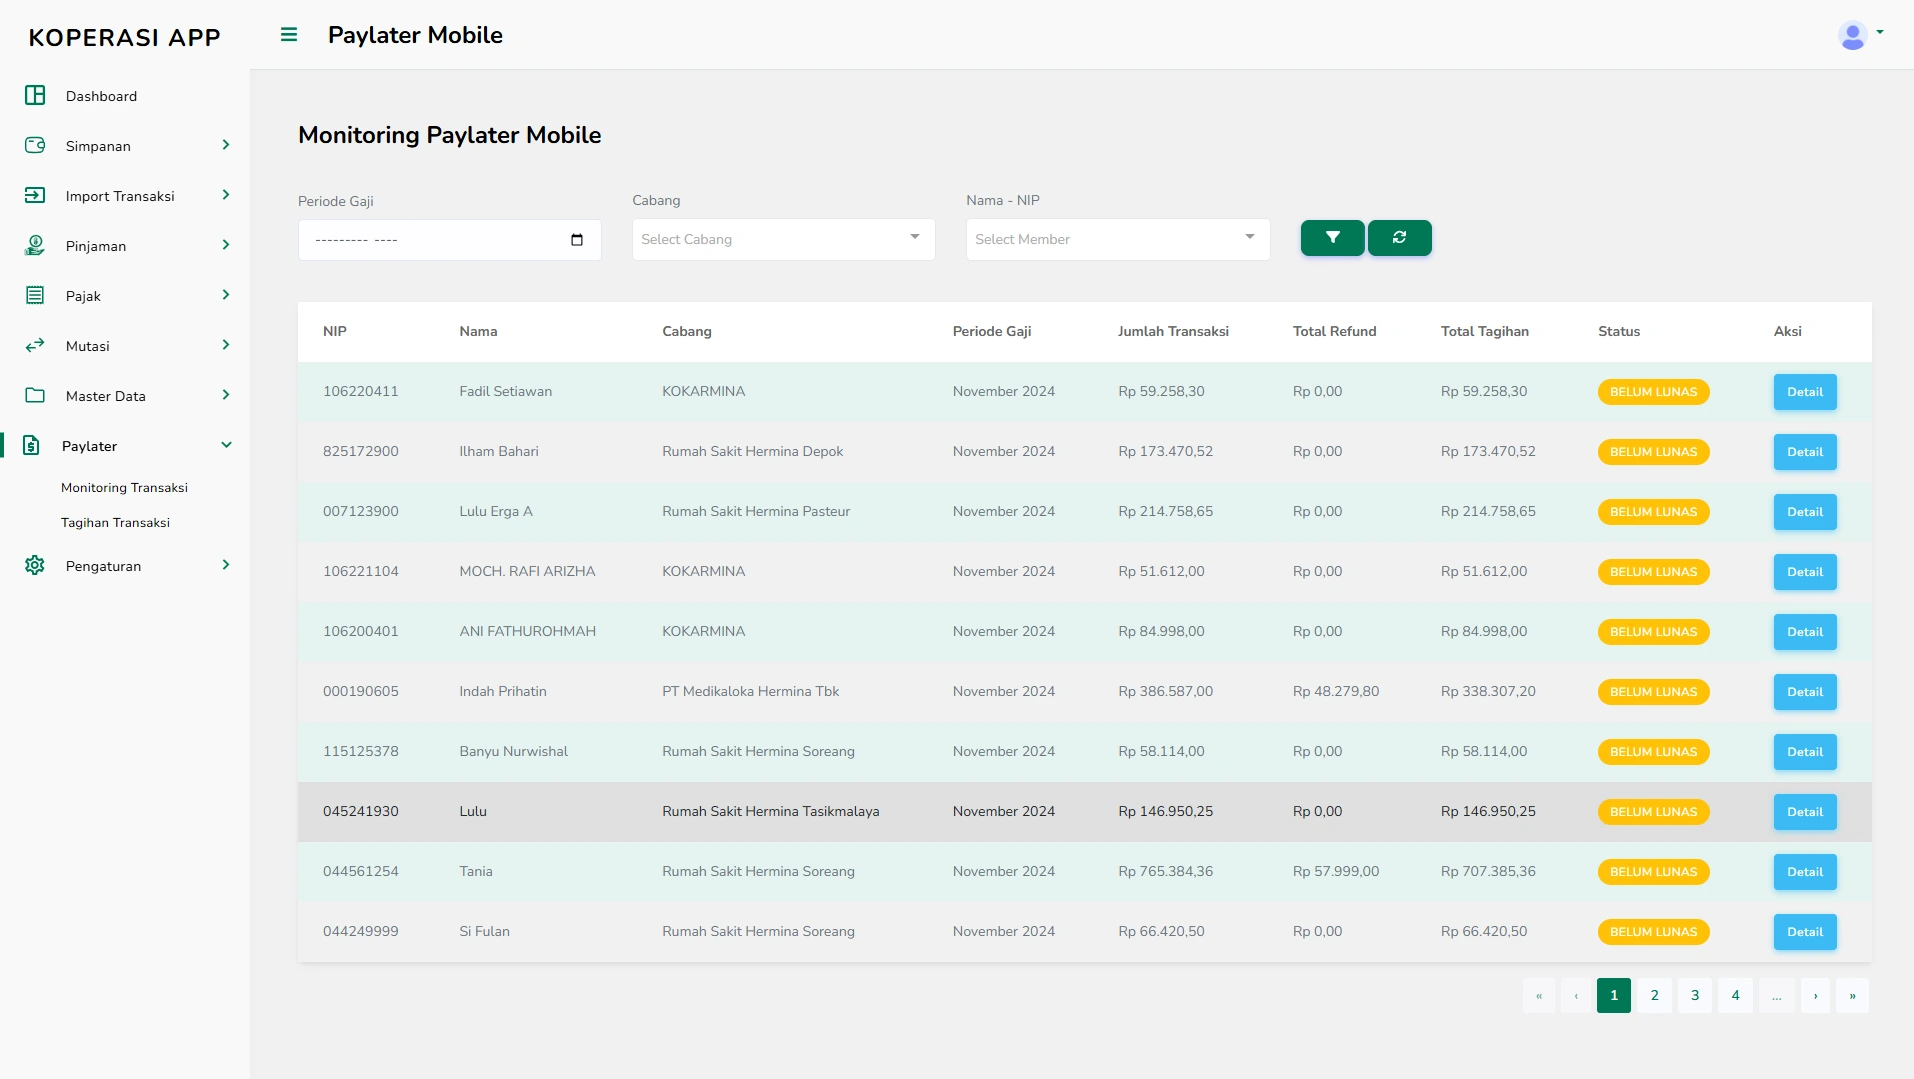 KOPERASI APP
Paylater Mobile
Dashboard
Simpanan
Import Transaksi
Pinjaman
Pajak
Mutasi
Master Data
Paylater
Monitoring Transaksi
Tagihan Transaksi
Pengaturan
Monitoring Paylater Mobile
Periode Gaji Cabang Nama - NIP
--------- ---- Select Cabang Select Member
NIP Nama Cabang Periode Gaji Jumlah Transaksi Total Refund Total Tagihan Status Aksi
106220411 Fadil Setiawan KOKARMINA November 2024 Rp 59.258,30 Rp 0,00 Rp 59.258,30 BELUM LUNAS Detail
825172900 Ilham Bahari Rumah Sakit Hermina Depok November 2024 Rp 173.470,52 Rp 0,00 Rp 173.470,52 BELUM LUNAS Detail
007123900 Lulu Erga A Rumah Sakit Hermina Pasteur November 2024 Rp 214.758,65 Rp 0,00 Rp 214.758,65 BELUM LUNAS Detail
106221104 MOCH. RAFI ARIZHA KOKARMINA November 2024 Rp 51.612,00 Rp 0,00 Rp 51.612,00 BELUM LUNAS Detail
106200401 ANI FATHUROHMAH KOKARMINA November 2024 Rp 84.998,00 Rp 0,00 Rp 84.998,00 BELUM LUNAS Detail
000190605 Indah Prihatin PT Medikaloka Hermina Tbk November 2024 Rp 386.587,00 Rp 48.279,80 Rp 338.307,20 BELUM LUNAS Detail
115125378 Banyu Nurwishal Rumah Sakit Hermina Soreang November 2024 Rp 58.114,00 Rp 0,00 Rp 58.114,00 BELUM LUNAS Detail
045241930 Lulu Rumah Sakit Hermina Tasikmalaya November 2024 Rp 146.950,25 Rp 0,00 Rp 146.950,25 BELUM LUNAS Detail
044561254 Tania Rumah Sakit Hermina Soreang November 2024 Rp 765.384,36 Rp 57.999,00 Rp 707.385,36 BELUM LUNAS Detail
044249999 Si Fulan Rumah Sakit Hermina Soreang November 2024 Rp 66.420,50 Rp 0,00 Rp 66.420,50 BELUM LUNAS Detail
« ‹ 1 2 3 4 ... › »